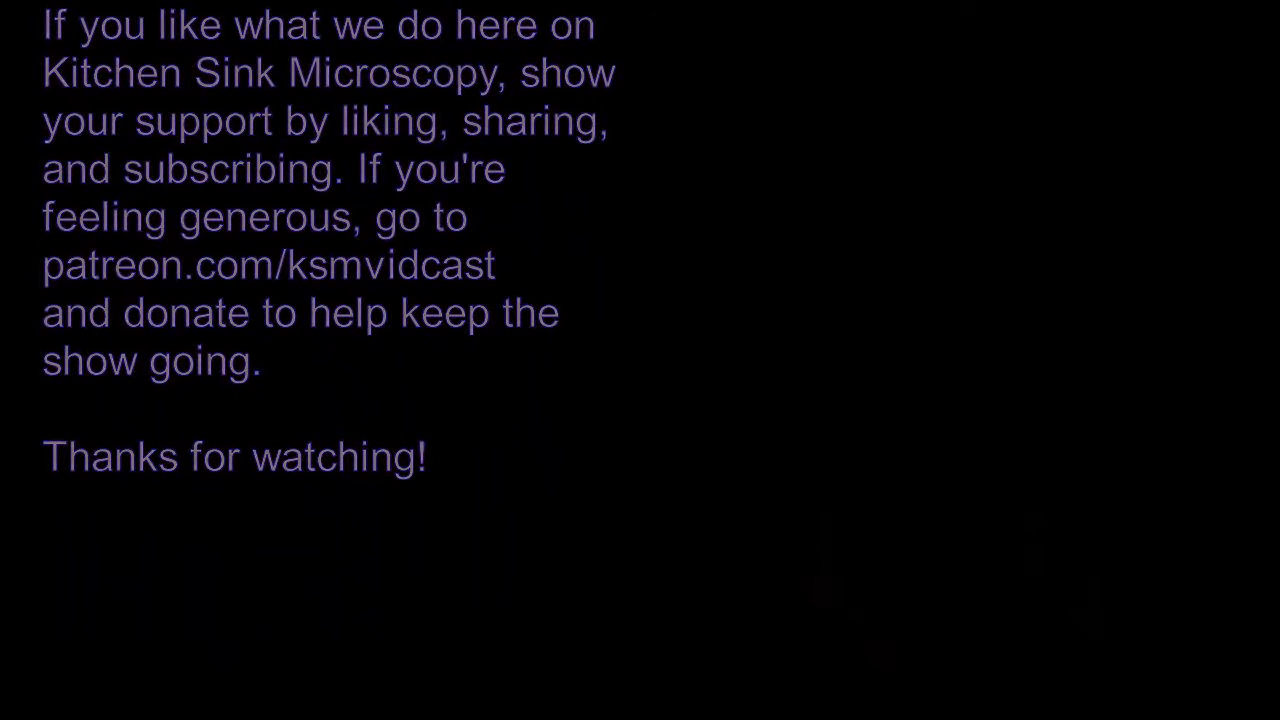 If you like what we do here on
Kitchen Sink Microscopy, show
your support by liking, sharing,
and subscribing. If you're
feeling generous, go to
patreon.com/ksmvidcast
and donate to help keep the
show going.
Thanks for watching!